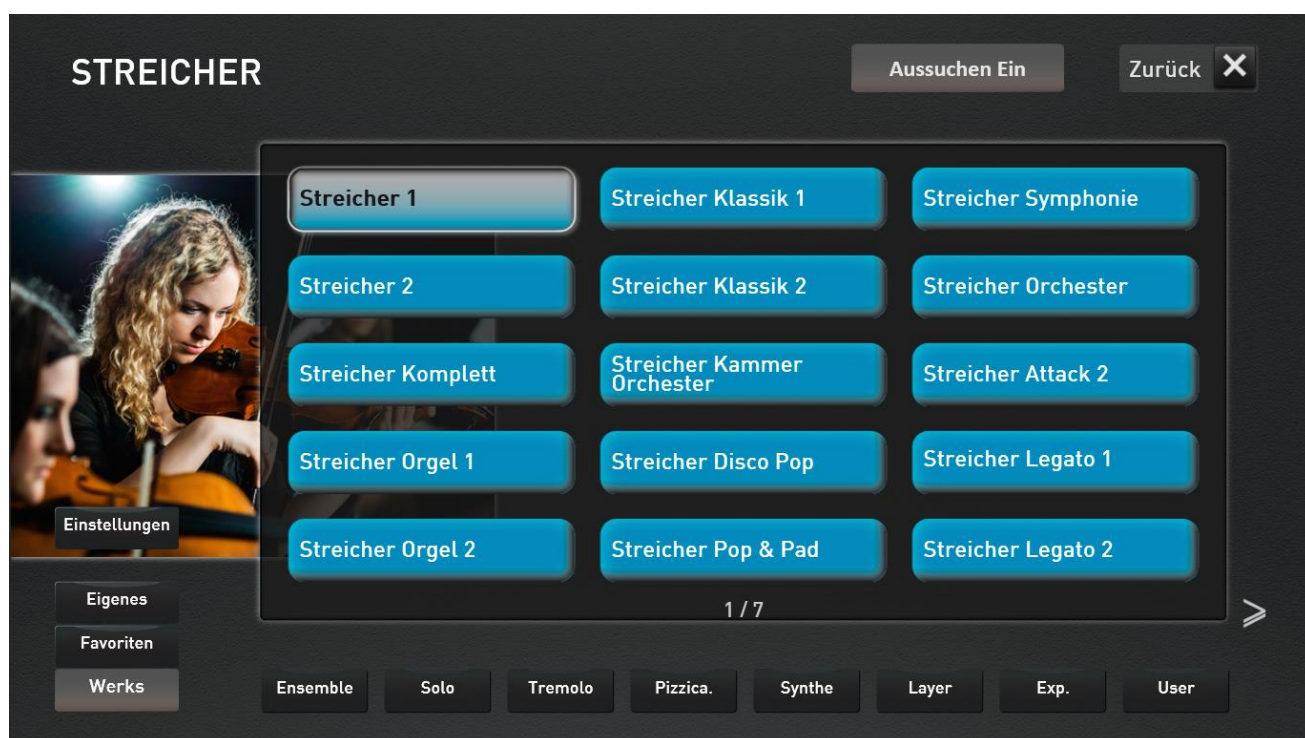 STREICHER
Aussuchen Ein
Zurück
Streicher 1
Streicher Klassik 1
Streicher Symphonie
Streicher 2
Streicher Klassik 2
Streicher Orchester
Streicher Komplett
Streicher Kammer
Orchester
Streicher Attack 2
Streicher Orgel 1
Streicher Disco Pop
Streicher Legato 1
Einstellungen
Streicher Orgel 2
Streicher Pop & Pad
Streicher Legato 2
Eigenes
1 / 7
Favoriten
Werks
Ensemble
Solo
Tremolo
Pizzica.
Synthe
Layer
Exp.
User